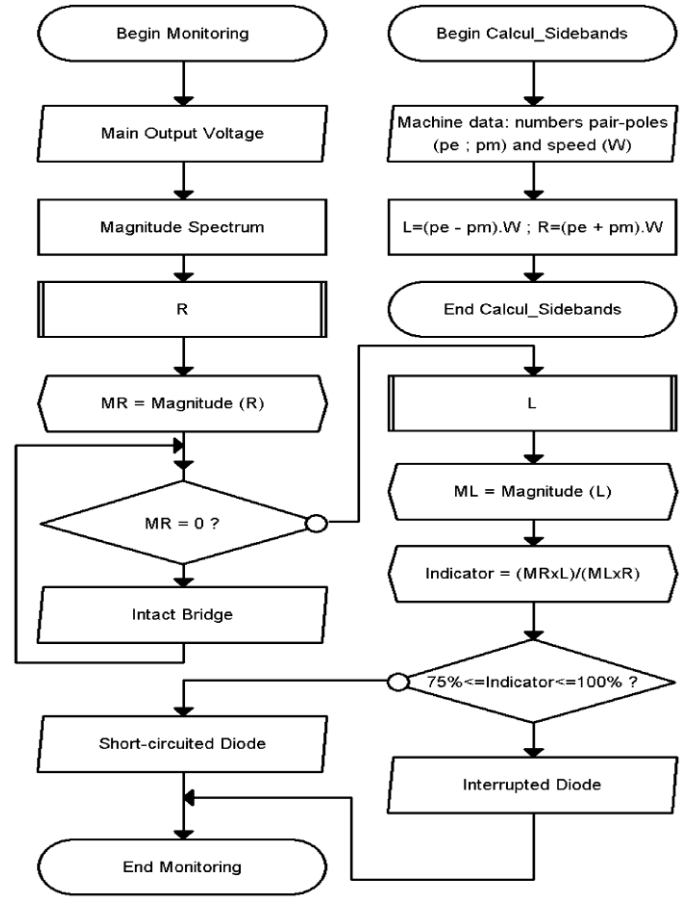 Begin Monitoring
Main Output Voltage
Magnitude Spectrum
R
MR = Magnitude (R)
MR = 0 ?
Intact Bridge
Short-circuited Diode
End Monitoring
Begin Calcul_Sidebands
Machine data: numbers pair-poles
(pe ; pm) and speed (W)
L=(pe - pm).W ; R=(pe + pm).W
End Calcul_Sidebands
L
ML = Magnitude (L)
Indicator = (MRxL)/(MLxR)
75%<=Indicator<=100% ?
Interrupted Diode